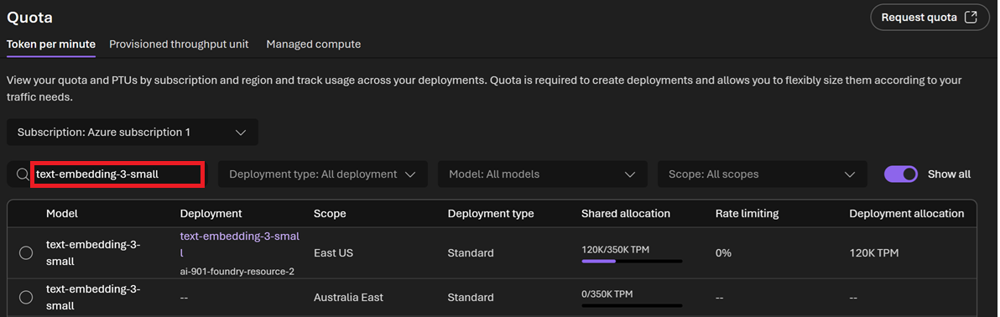 Quota
Request quota
Token per minute
Provisioned throughput unit
Managed compute
View your quota and PTUs by subscription and region and track usage across your deployments. Quota is required to create deployments and allows you to flexibly size them according to your
traffic needs.
Subscription: Azure subscription 1
text-embedding-3-small
Deployment type: All deployment
Model: All models
Scope: All scopes
Show all
Model
Deployment
Scope
Deployment type
Shared allocation
Rate limiting
Deployment allocation
text-embedding-3-
small
text-embedding-3-smal
l
ai-901-foundry-resource-2
East US
Standard
120K/350K TPM
0%
120K TPM
text-embedding-3-
small
--
Australia East
Standard
0/350K TPM
--
--